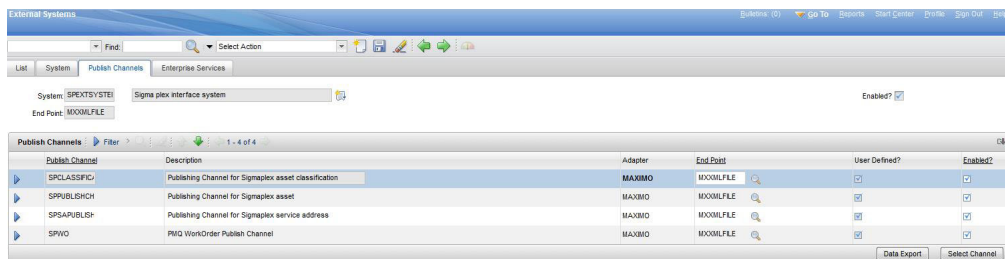 External Systems Bulletins: (0) Go To Reports Start Center Profile Sign Out
Find: Select Action
List System Publish Channels Enterprise Services
System: SPEXTSYSTEI Sigma plex interface system Enabled?
End Point: MXXMLFILE
Publish Channels Filter 1 - 4 of 4
Publish Channel Description Adapter End Point User Defined? Enabled?
SPCLASSIFIC Publishing Channel for Sigmaplex asset classification MAXIMO MXXMLFILE
SPPUBLISHCH Publishing Channel for Sigmaplex asset MAXIMO MXXMLFILE
SPSAPUBLISH Publishing Channel for Sigmaplex service address MAXIMO MXXMLFILE
SPWO PMQ WorkOrder Publish Channel MAXIMO MXXMLFILE
Data Export Select Channel